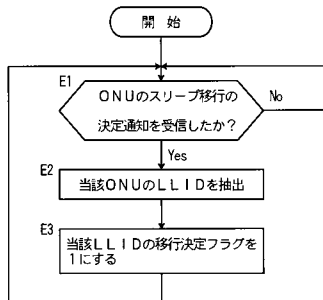 開始
E1
ONUのスリープ移行の
決定通知を受信したか?
No
Yes
E2
当該ONUのLLIDを抽出
E3
当該LLIDの移行決定フラグを
1にする